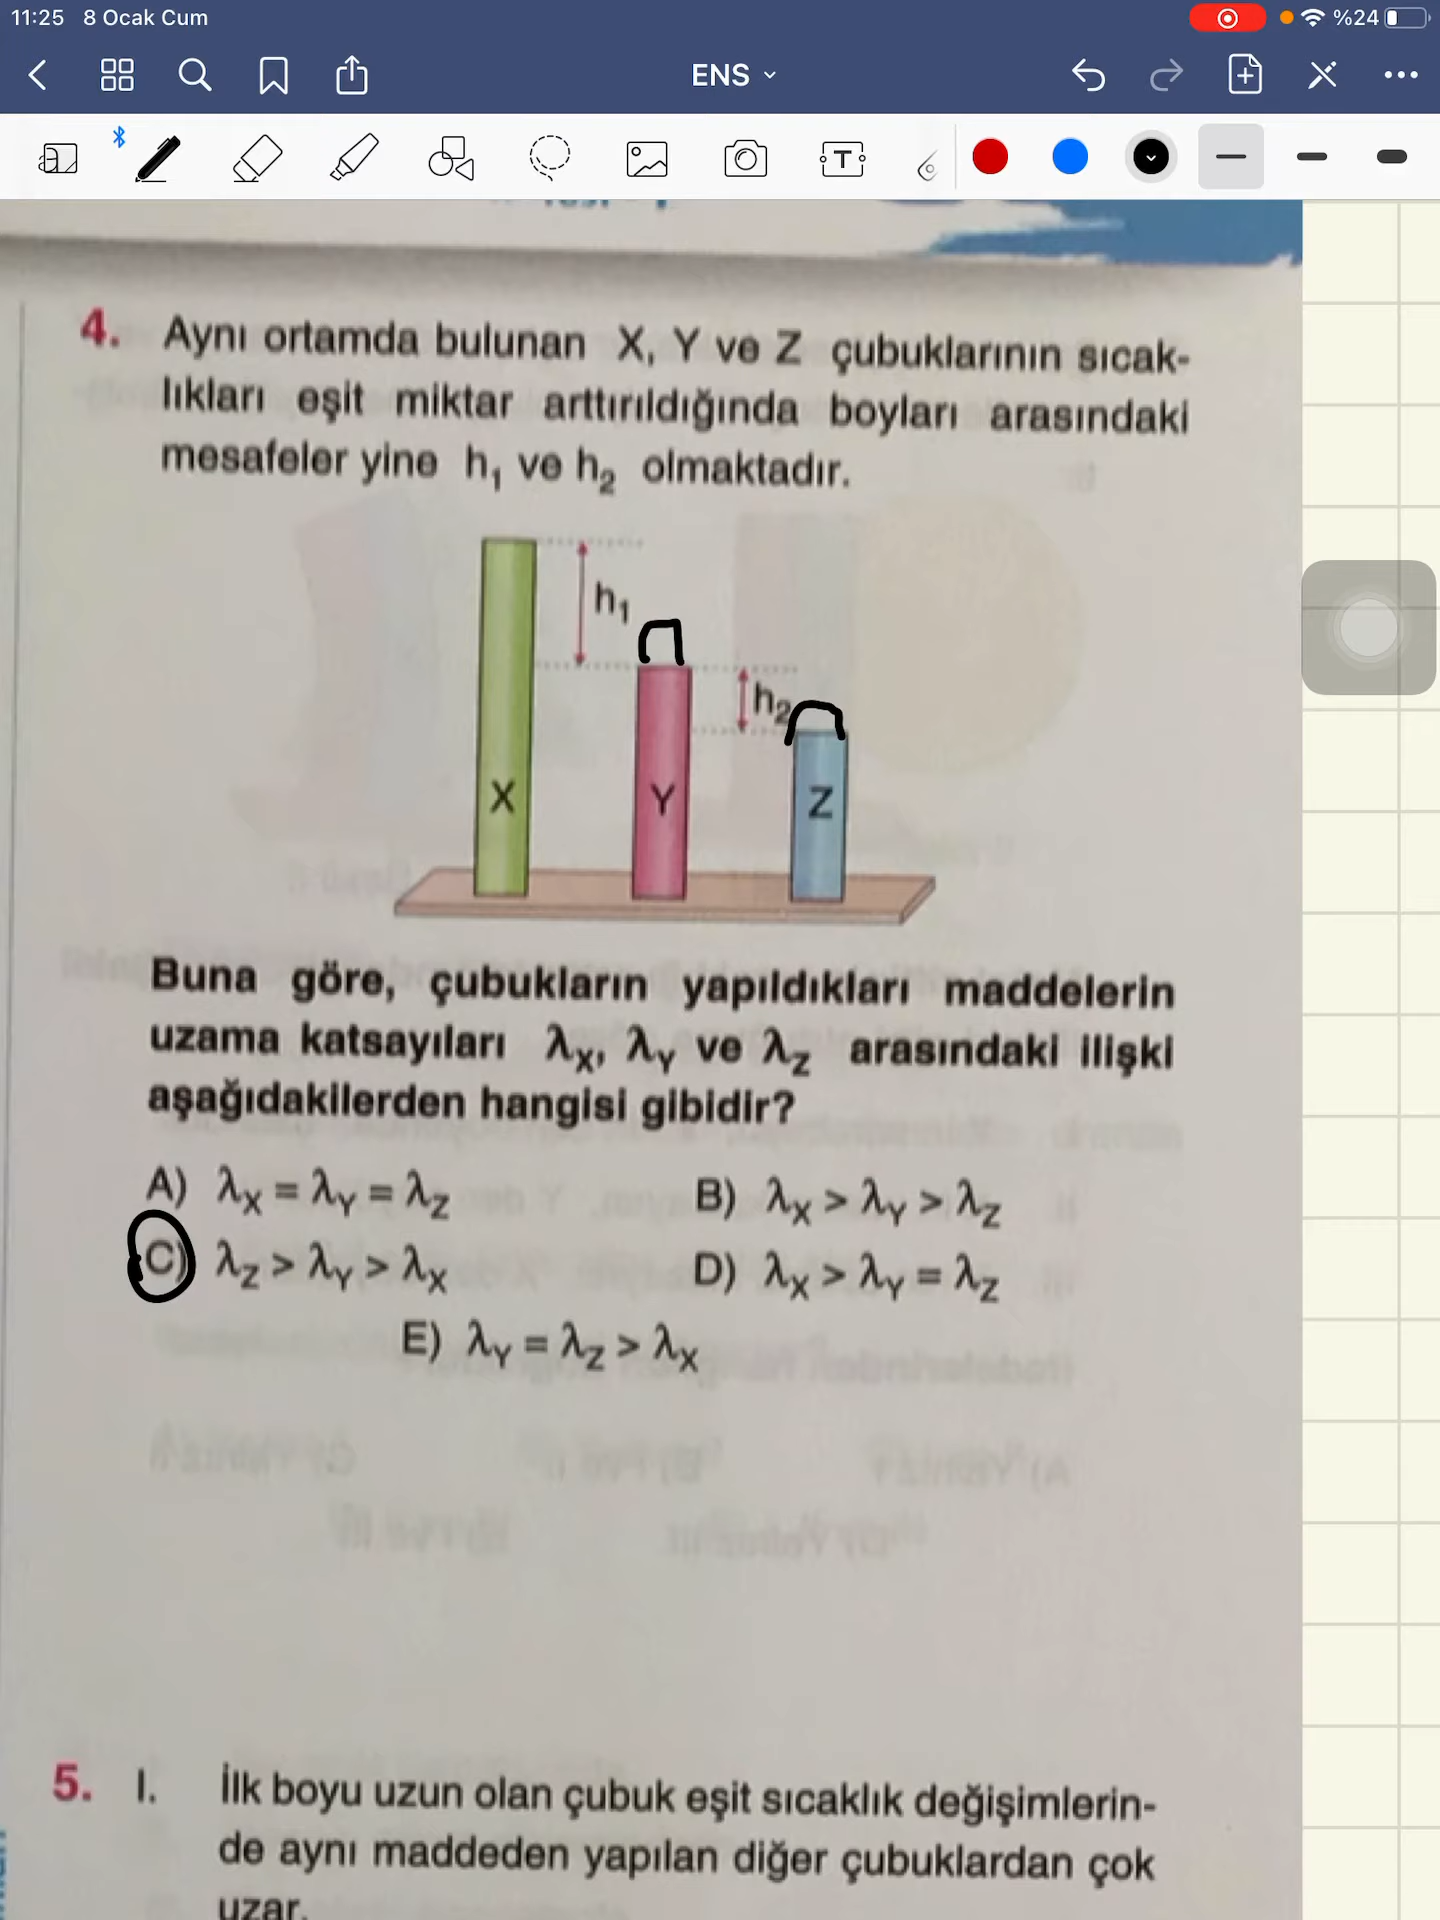 11:25 8 Ocak Cum
%24
ENS
4. Aynı ortamda bulunan X, Y ve Z çubuklarının sıcak-
lıkları eşit miktar arttırıldığında boyları arasındaki
mesafeler yine h₁ ve h₂ olmaktadır.
h₁
h₂
X Y Z
Buna göre, çubukların yapıldıkları maddelerin
uzama katsayıları λX, λY ve λZ arasındaki ilişki
aşağıdakilerden hangisi gibidir?
A) λX = λY = λZ B) λX > λY > λZ
C) λZ > λY > λX D) λX > λY = λZ
E) λY = λZ > λX
5. I. İlk boyu uzun olan çubuk eşit sıcaklık değişimlerin-
de aynı maddeden yapılan diğer çubuklardan çok
uzar.